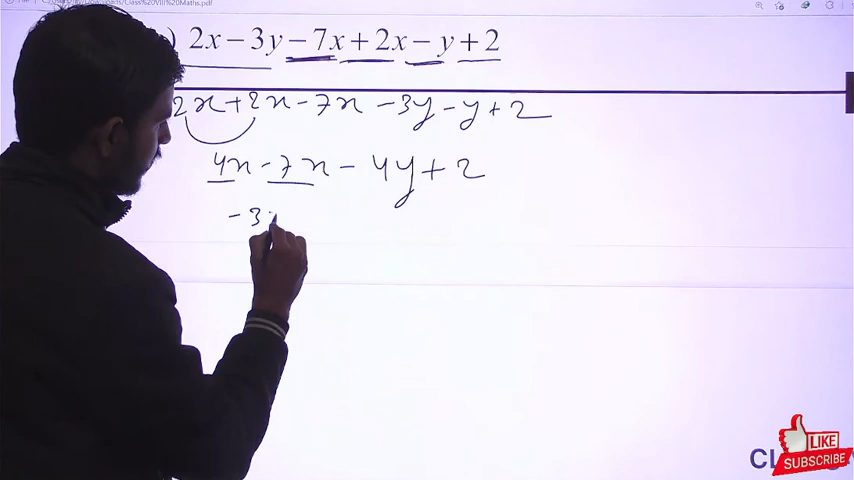 ) 2x – 3y – 7x + 2x – y + 2
2x + 2x - 7x - 3y - y + 2
4x - 7x - 4y + 2
- 3
LIKE
SUBSCRIBE